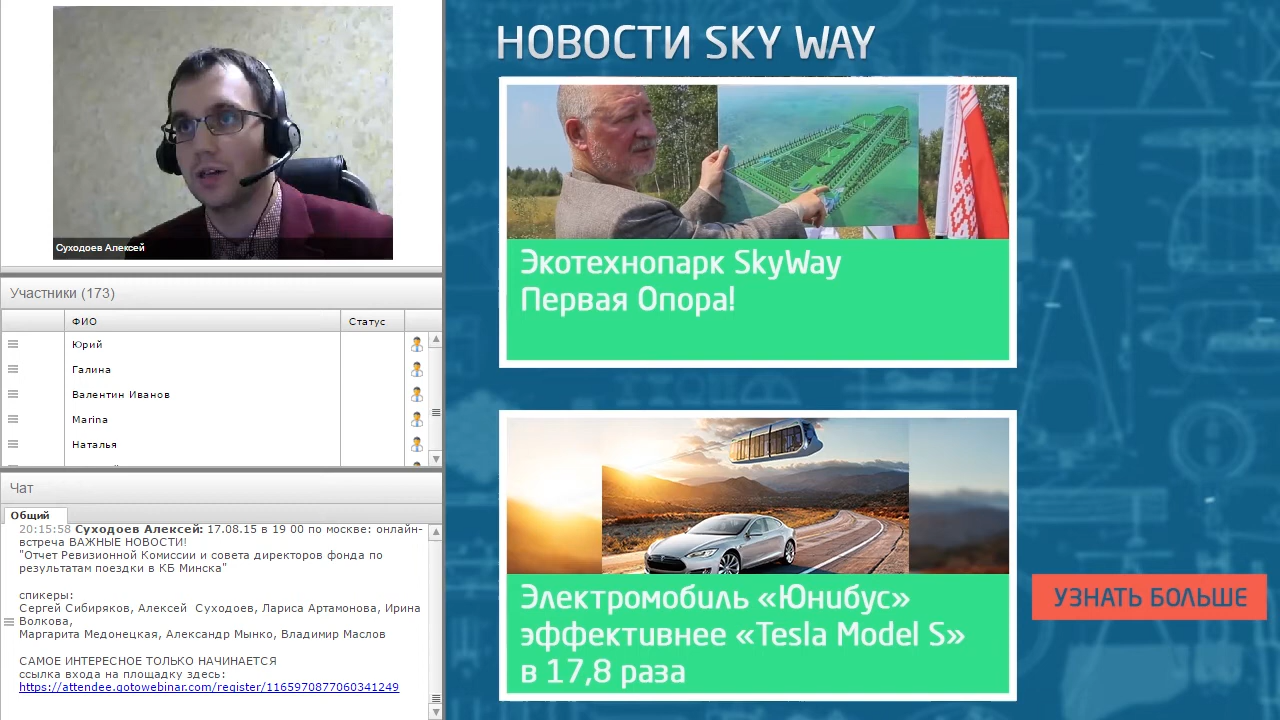 Суходоев Алексей
Участники (173)
ФИО Статус
Юрий
Галина
Валентин Иванов
Marina
Наталья
Чат
Общий
20:15:58 Суходоев Алексей: 17.08.15 в 19 00 по москве: онлайн-
встреча ВАЖНЫЕ НОВОСТИ!
"Отчет Ревизионной Комиссии и совета директоров фонда по
результатам поездки в КБ Минска"
спикеры:
Сергей Сибиряков, Алексей Суходоев, Лариса Артамонова, Ирина
Волкова,
Маргарита Медонецкая, Александр Мынко, Владимир Маслов
САМОЕ ИНТЕРЕСНОЕ ТОЛЬКО НАЧИНАЕТСЯ
ссылка входа на площадку здесь:
https://attendee.gotowebinar.com/register/1165970877060341249
НОВОСТИ SKY WAY
Экотехнопарк SkyWay
Первая Опора!
Электромобиль «Юнибус»
эффективнее «Tesla Model S»
в 17,8 раза
УЗНАТЬ БОЛЬШЕ